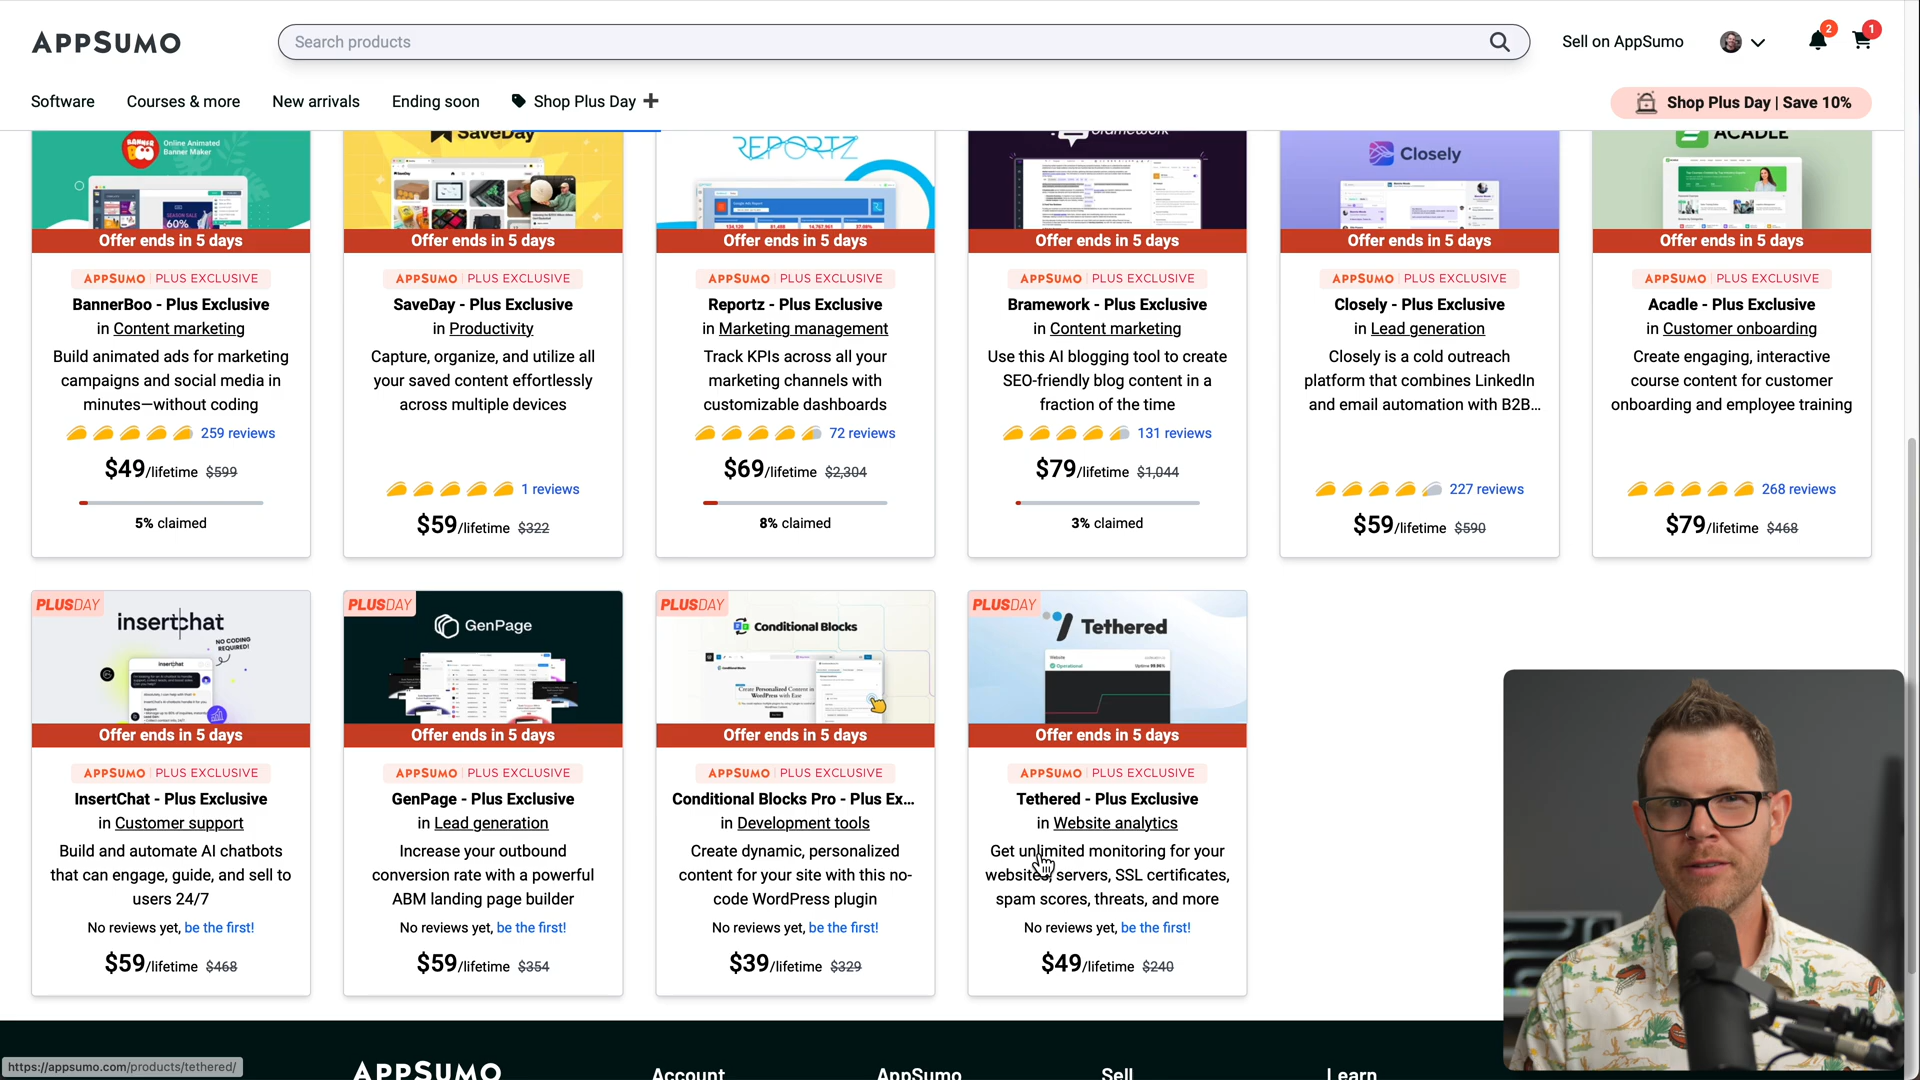 APPSUMO
Search products
Sell on AppSumo
2
1
Software
Courses & more
New arrivals
Ending soon
Shop Plus Day
Shop Plus Day | Save 10%
BANNER BOO
Online Animated
Banner Maker
SEASON SALE
60%
Offer ends in 5 days
APPSUMO | PLUS EXCLUSIVE
BannerBoo - Plus Exclusive
in Content marketing
Build animated ads for marketing
campaigns and social media in
minutes—without coding
259 reviews
$49/lifetime $599
5% claimed
SaveDay
Offer ends in 5 days
APPSUMO | PLUS EXCLUSIVE
SaveDay - Plus Exclusive
in Productivity
Capture, organize, and utilize all
your saved content effortlessly
across multiple devices
1 reviews
$59/lifetime $322
REPORTZ
Offer ends in 5 days
APPSUMO | PLUS EXCLUSIVE
Reportz - Plus Exclusive
in Marketing management
Track KPIs across all your
marketing channels with
customizable dashboards
72 reviews
$69/lifetime $2,304
8% claimed
Bramework
Offer ends in 5 days
APPSUMO | PLUS EXCLUSIVE
Bramework - Plus Exclusive
in Content marketing
Use this AI blogging tool to create
SEO-friendly blog content in a
fraction of the time
131 reviews
$79/lifetime $1,044
3% claimed
Closely
Offer ends in 5 days
APPSUMO | PLUS EXCLUSIVE
Closely - Plus Exclusive
in Lead generation
Closely is a cold outreach
platform that combines LinkedIn
and email automation with B2B...
227 reviews
$59/lifetime $590
ACADLE
Offer ends in 5 days
APPSUMO | PLUS EXCLUSIVE
Acadle - Plus Exclusive
in Customer onboarding
Create engaging, interactive
course content for customer
onboarding and employee training
268 reviews
$79/lifetime $468
PLUSDAY
insertchat
NO CODING
REQUIRED!
insertchat
Offer ends in 5 days
APPSUMO | PLUS EXCLUSIVE
InsertChat - Plus Exclusive
in Customer support
Build and automate AI chatbots
that can engage, guide, and sell to
users 24/7
No reviews yet, be the first!
$59/lifetime $468
PLUSDAY
GenPage
Offer ends in 5 days
APPSUMO | PLUS EXCLUSIVE
GenPage - Plus Exclusive
in Lead generation
Increase your outbound
conversion rate with a powerful
ABM landing page builder
No reviews yet, be the first!
$59/lifetime $354
PLUSDAY
Conditional Blocks
Create Personalized Content in
WordPress with Ease
Offer ends in 5 days
APPSUMO | PLUS EXCLUSIVE
Conditional Blocks Pro - Plus Ex...
in Development tools
Create dynamic, personalized
content for your site with this no-
code WordPress plugin
No reviews yet, be the first!
$39/lifetime $329
PLUSDAY
Tethered
Website
Operational
Uptime 99.96%
Offer ends in 5 days
APPSUMO | PLUS EXCLUSIVE
Tethered - Plus Exclusive
in Website analytics
Get unlimited monitoring for your
websites, servers, SSL certificates,
spam scores, threats, and more
No reviews yet, be the first!
$49/lifetime $240
https://appsumo.com/products/tethered/
APPSUMO
Account
AppSumo
Sell
Learn